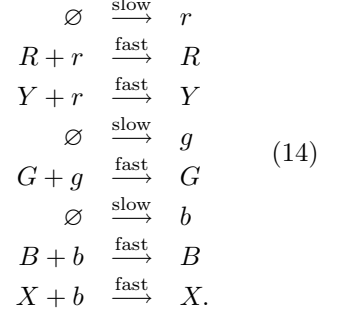 ∅ slow⟶ r
R + r fast⟶ R
Y + r fast⟶ Y
∅ slow⟶ g
G + g fast⟶ G
∅ slow⟶ b
B + b fast⟶ B
X + b fast⟶ X.
(14)